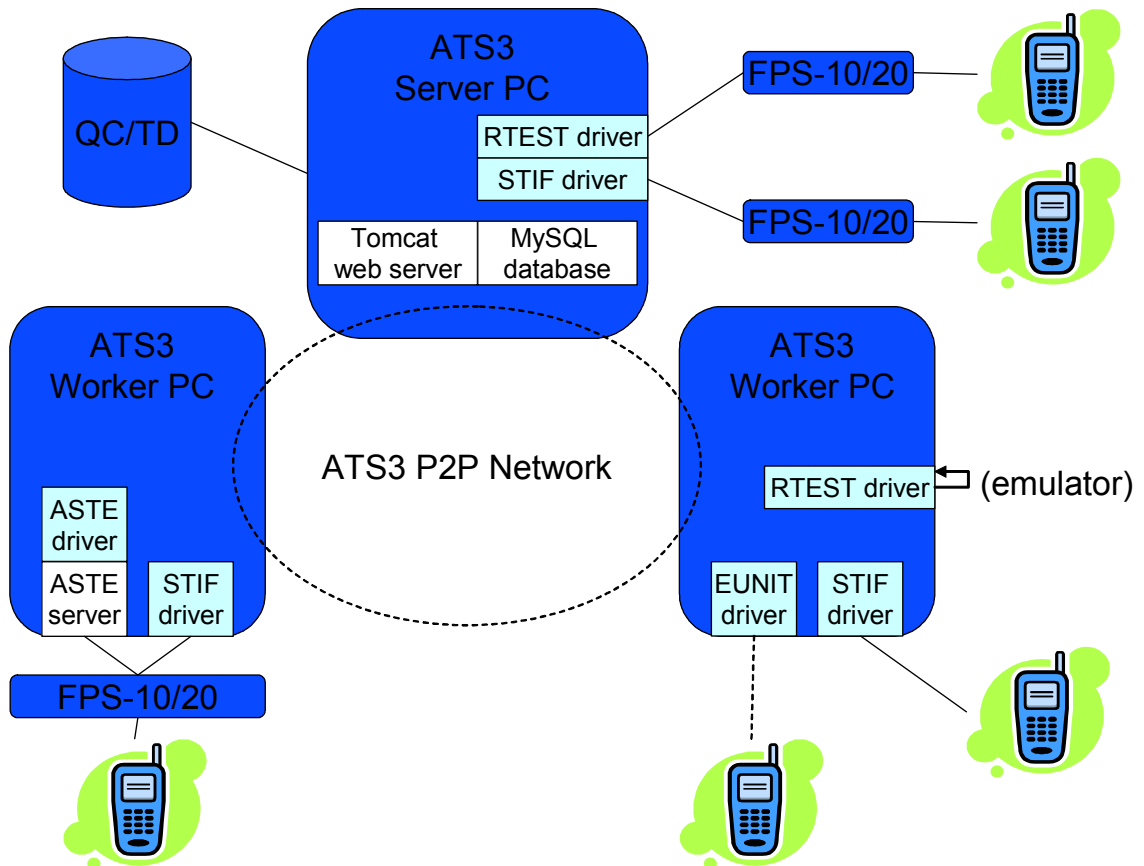 ATS3
Server PC
QC/TD
FPS-10/20
RTEST driver
STIF driver
FPS-10/20
Tomcat
web server
MySQL
database
ATS3
Worker PC
ATS3
Worker PC
ATS3 P2P Network
RTEST driver
(emulator)
ASTE
driver
ASTE
server
STIF
driver
EUNIT
driver
STIF
driver
FPS-10/20